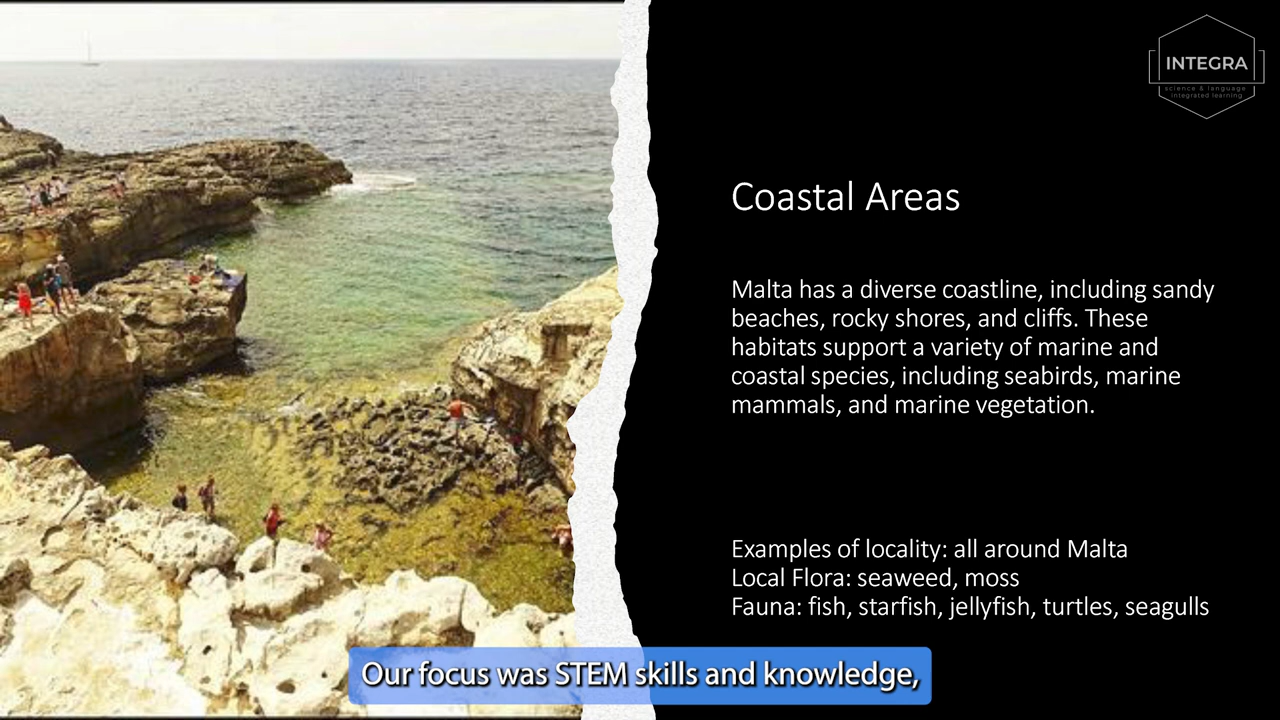 INTEGRA
science & language
integrated learning
Coastal Areas
Malta has a diverse coastline, including sandy
beaches, rocky shores, and cliffs. These
habitats support a variety of marine and
coastal species, including seabirds, marine
mammals, and marine vegetation.
Examples of locality: all around Malta
Local Flora: seaweed, moss
Fauna: fish, starfish, jellyfish, turtles, seagulls
Our focus was STEM skills and knowledge,